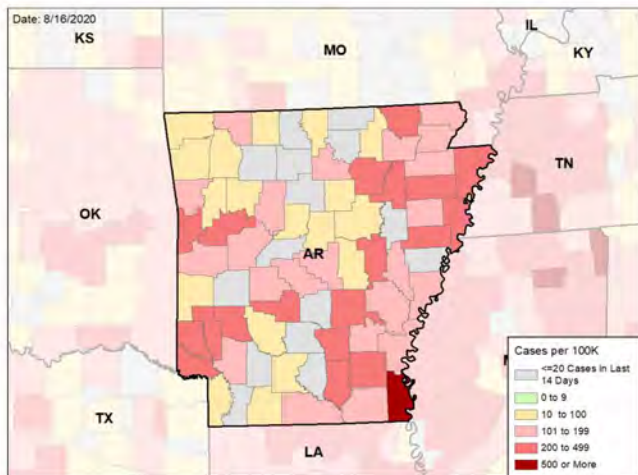 Date: 8/16/2020
KS
MO
IL
KY
OK
AR
TN
TX
LA
Cases per 100K
<=20 Cases in Last
14 Days
0 to 9
10 to 100
101 to 199
200 to 499
500 or More